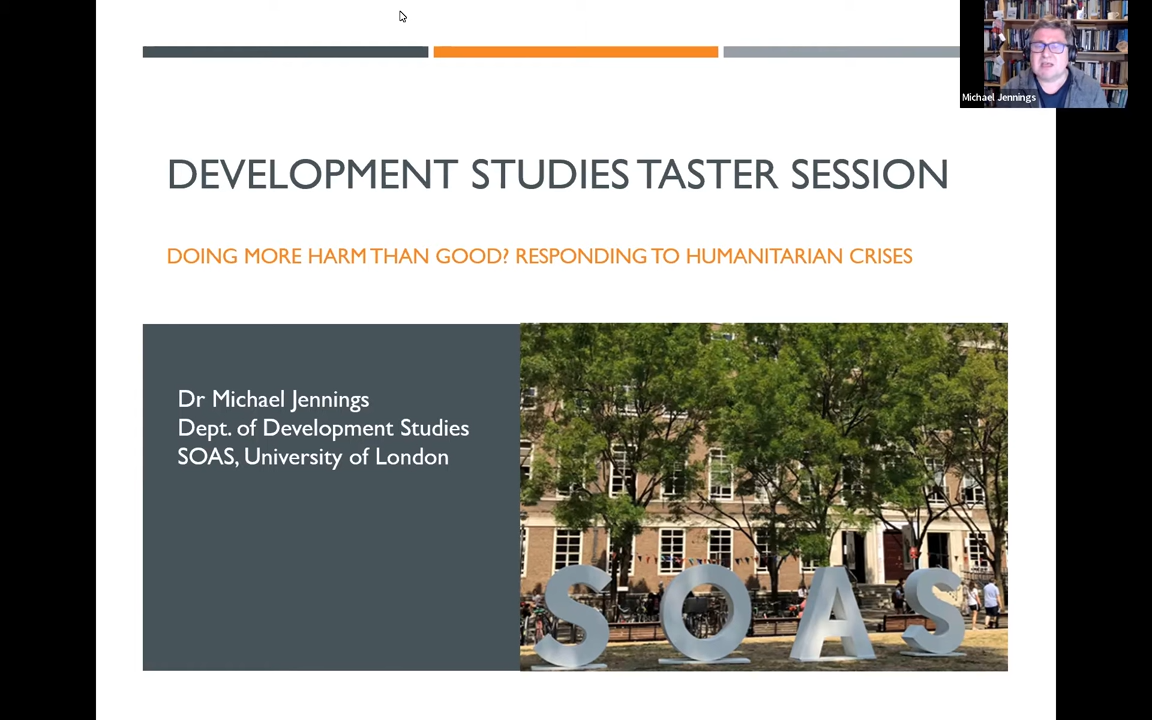 Michael Jennings
DEVELOPMENT STUDIES TASTER SESSION
DOING MORE HARM THAN GOOD? RESPONDING TO HUMANITARIAN CRISES
Dr Michael Jennings
Dept. of Development Studies
SOAS, University of London
SOAS